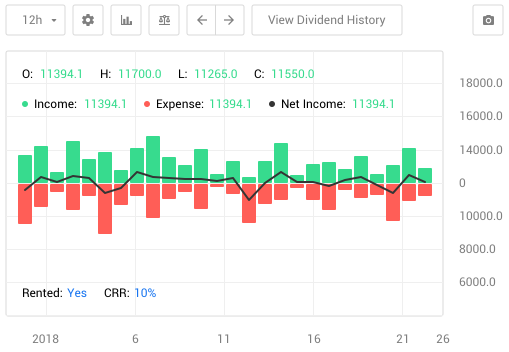 12h View Dividend History
O: 11394.1 H: 11700.0 L: 11265.0 C: 11550.0
Income: 11394.1 Expense: 11394.1 Net Income: 11394.1
18000.0
16000.0
14000.0
0
10000.0
8000.0
6000.0
Rented: Yes CRR: 10%
2018 6 11 16 21 26